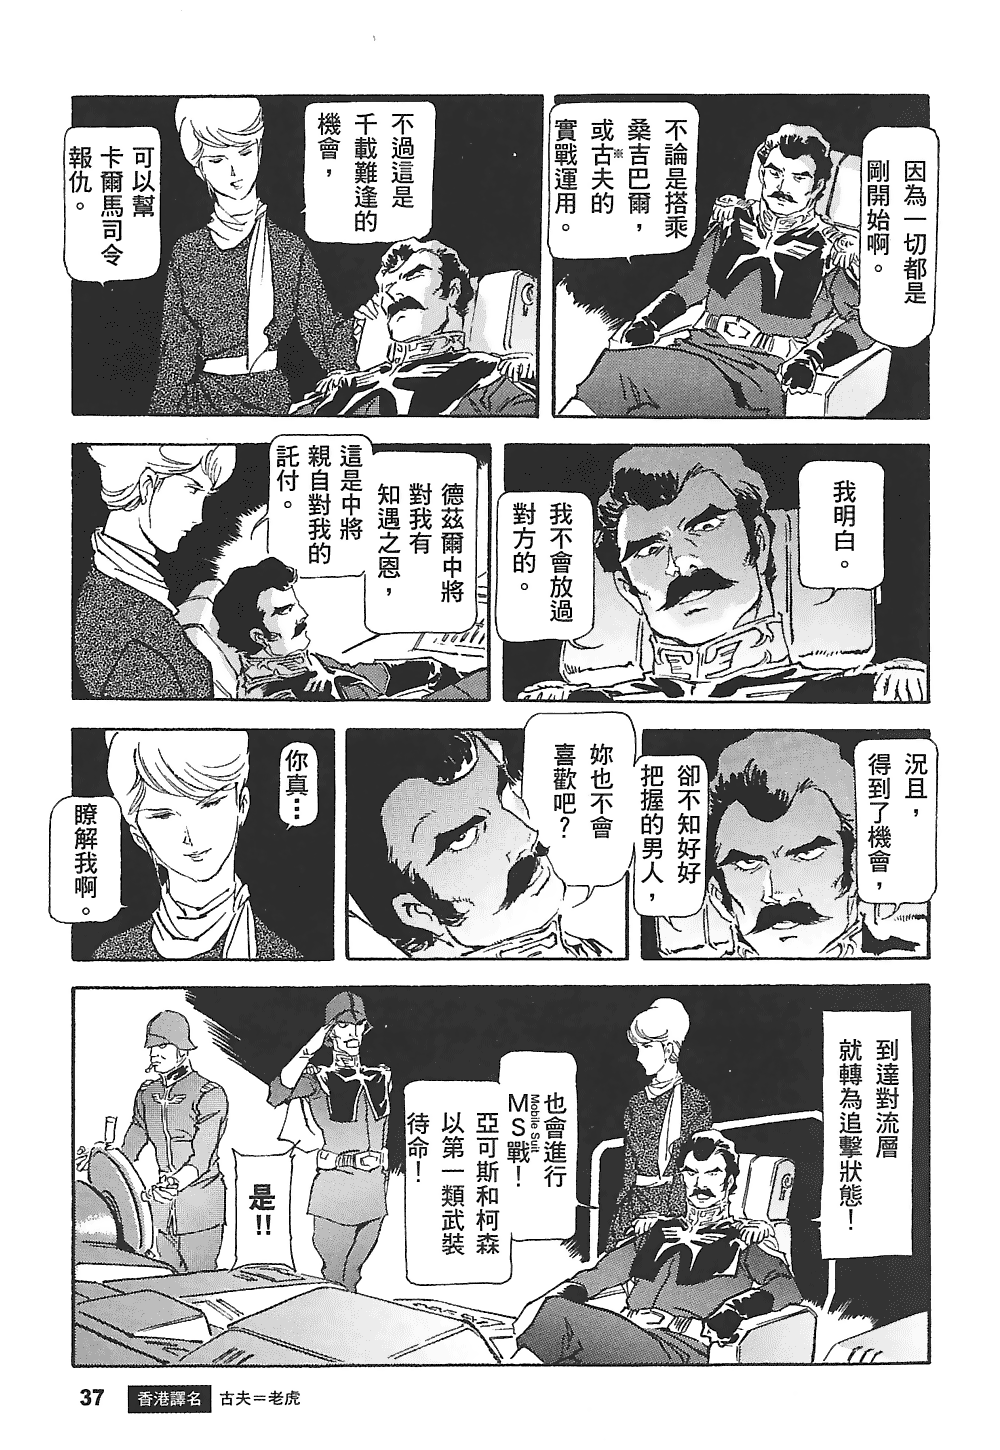 因為一切都是
剛開始啊。
不論是搭乘
桑吉巴爾，
或古夫※的
實戰運用。
不過這是
千載難逢的
機會，
可以幫
卡爾馬司令
報仇。
我明白。
我不會放過
對方的。
德茲爾中將
對我有
知遇之恩，
這是中將
親自對我的
託付。
況且，
得到了機會，
卻不知好好
把握的男人，
妳也不會
喜歡吧？
你真…
瞭解我啊。
到達對流層
就轉為追擊狀態！
也會進行
MS戰！
Mobile Suit
亞可斯和柯森
以第一類武裝
待命！
是!!
37 香港譯名 古夫＝老虎